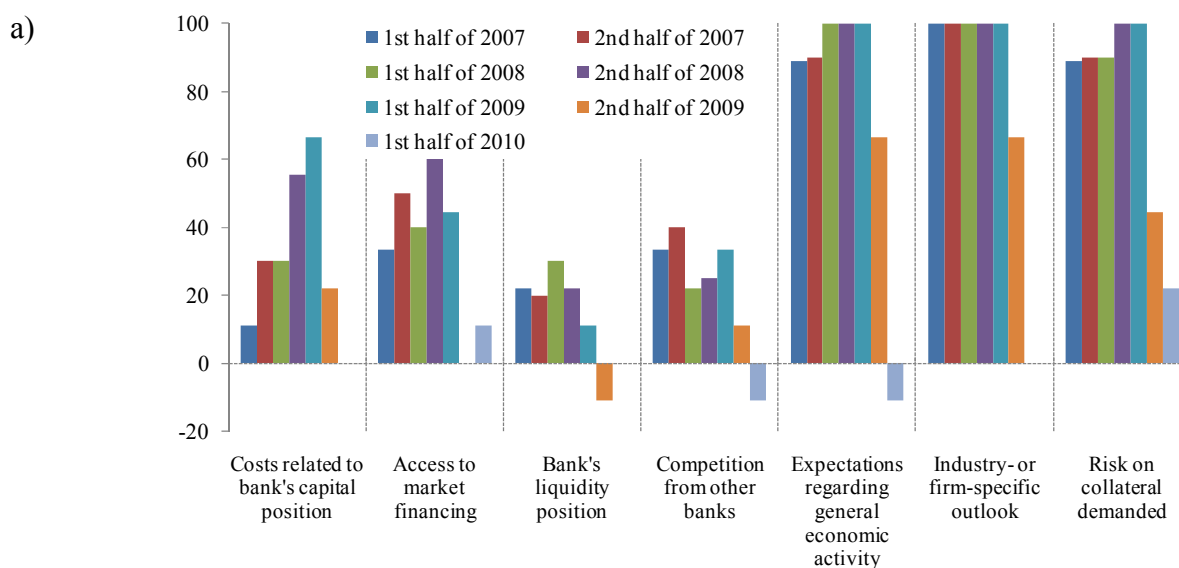 a)
100
80
60
40
20
0
-20
1st half of 2007
2nd half of 2007
1st half of 2008
2nd half of 2008
1st half of 2009
2nd half of 2009
1st half of 2010
Costs related to
bank's capital
position
Access to
market
financing
Bank's
liquidity
position
Competition
from other
banks
Expectations
regarding
general
economic
activity
Industry- or
firm-specific
outlook
Risk on
collateral
demanded